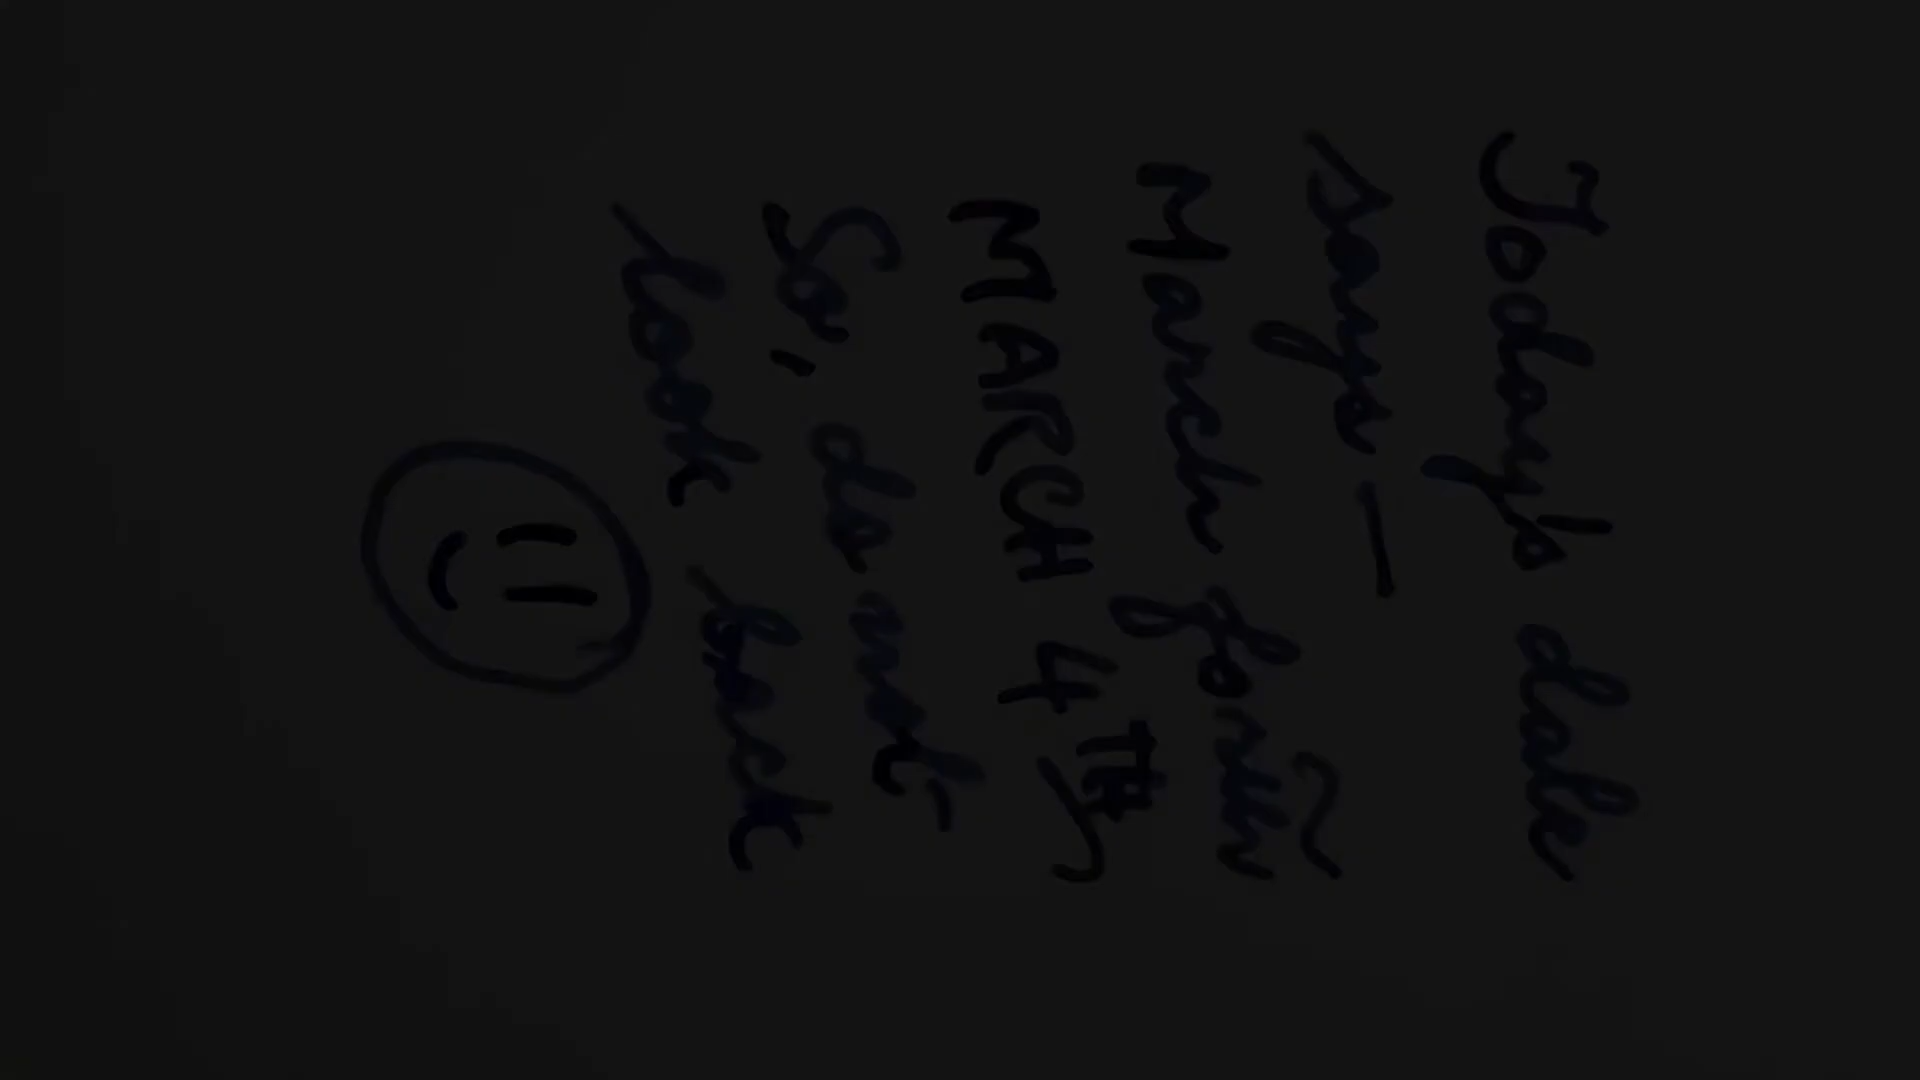 Today's date
says —
March forth ~
MARCH 4TH
So, do not
look back